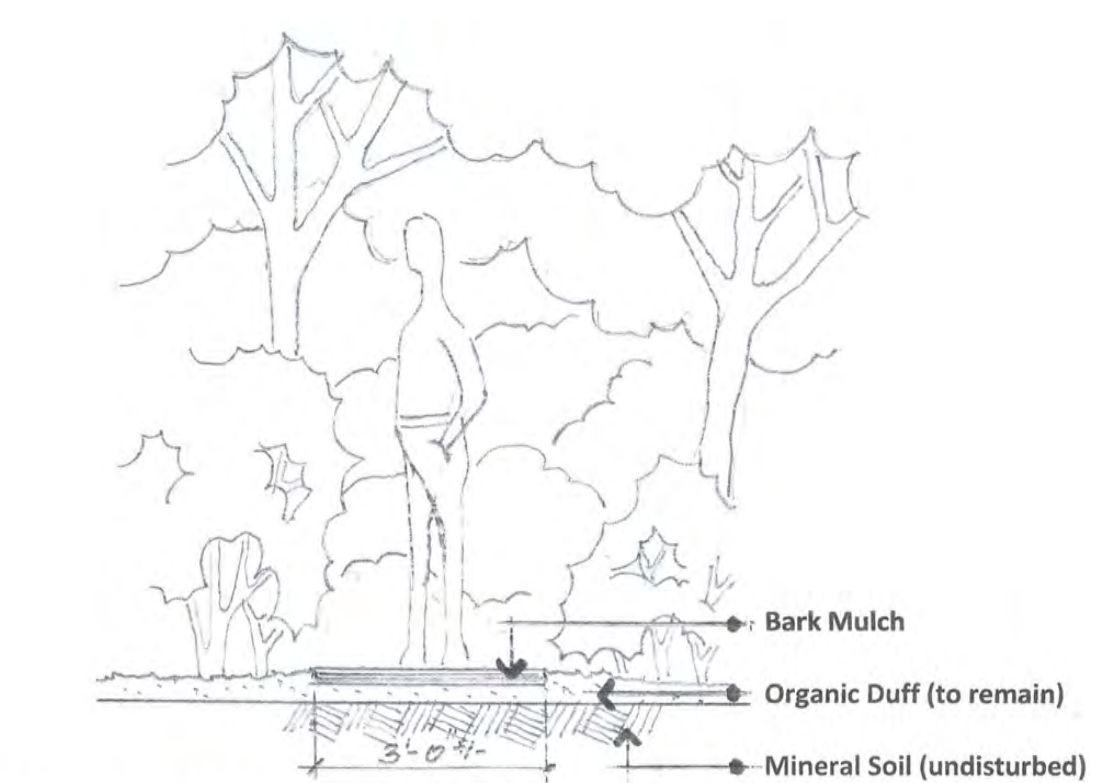 Bark Mulch
Organic Duff (to remain)
Mineral Soil (undisturbed)
3'-0" +/-